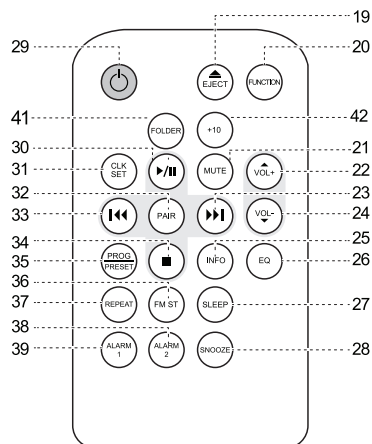 29
19
20
EJECT
FUNCTION
41
42
FOLDER
+10
30
21
31
CLK
SET
MUTE
VOL+
22
32
23
33
PAIR
VOL-
24
34
25
35
PROG
PRESET
INFO
EQ
26
36
37
REPEAT
FM ST
SLEEP
27
38
39
ALARM
1
ALARM
2
SNOOZE
28